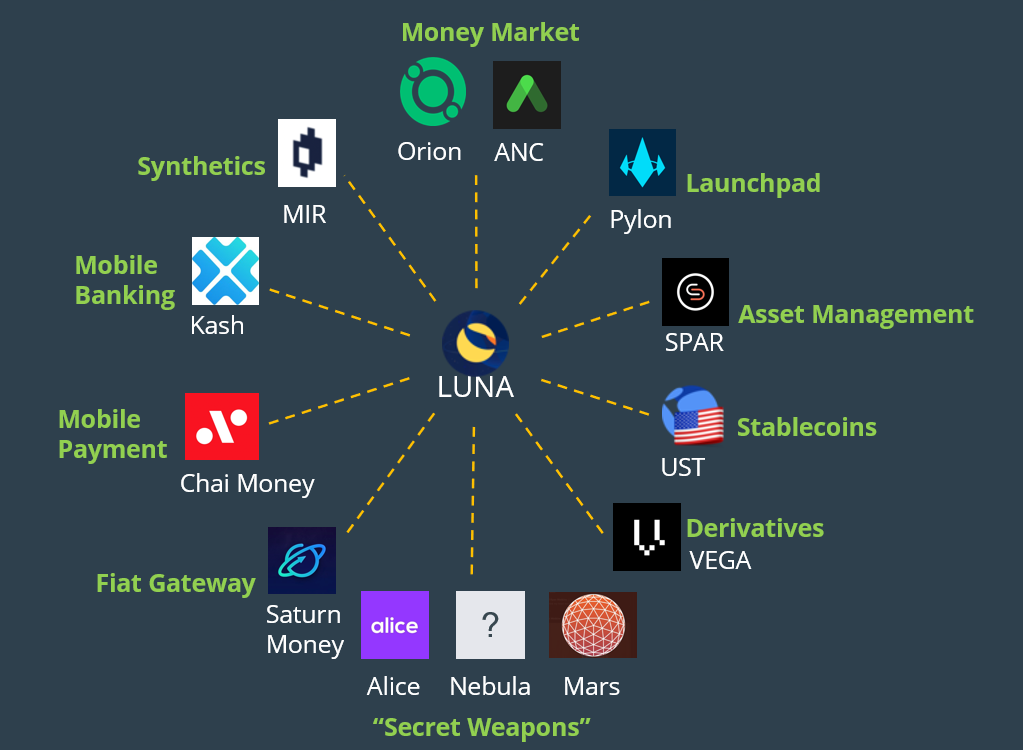 Money Market
Orion
ANC
Synthetics
MIR
Launchpad
Pylon
Mobile
Banking
Kash
SPAR
Asset Management
LUNA
Mobile
Payment
Chai Money
Stablecoins
UST
Derivatives
VEGA
Fiat Gateway
Saturn
Money
alice
?
Alice
Nebula
Mars
“Secret Weapons”